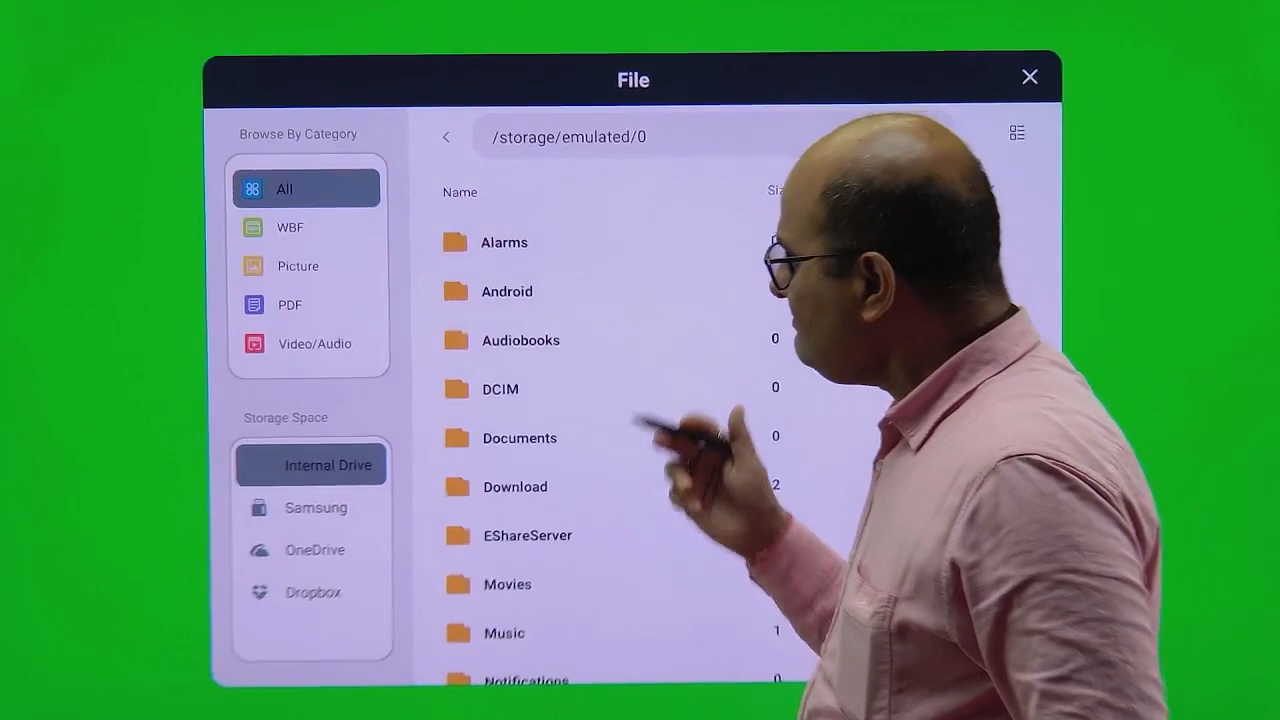 File
Browse By Category
All
WBF
Picture
PDF
Video/Audio
Storage Space
Internal Drive
Samsung
OneDrive
Dropbox
/storage/emulated/0
Name
Alarms
Android
Audiobooks 0
DCIM 0
Documents 0
Download 2
EShareServer
Movies
Music 1
Notifications 0